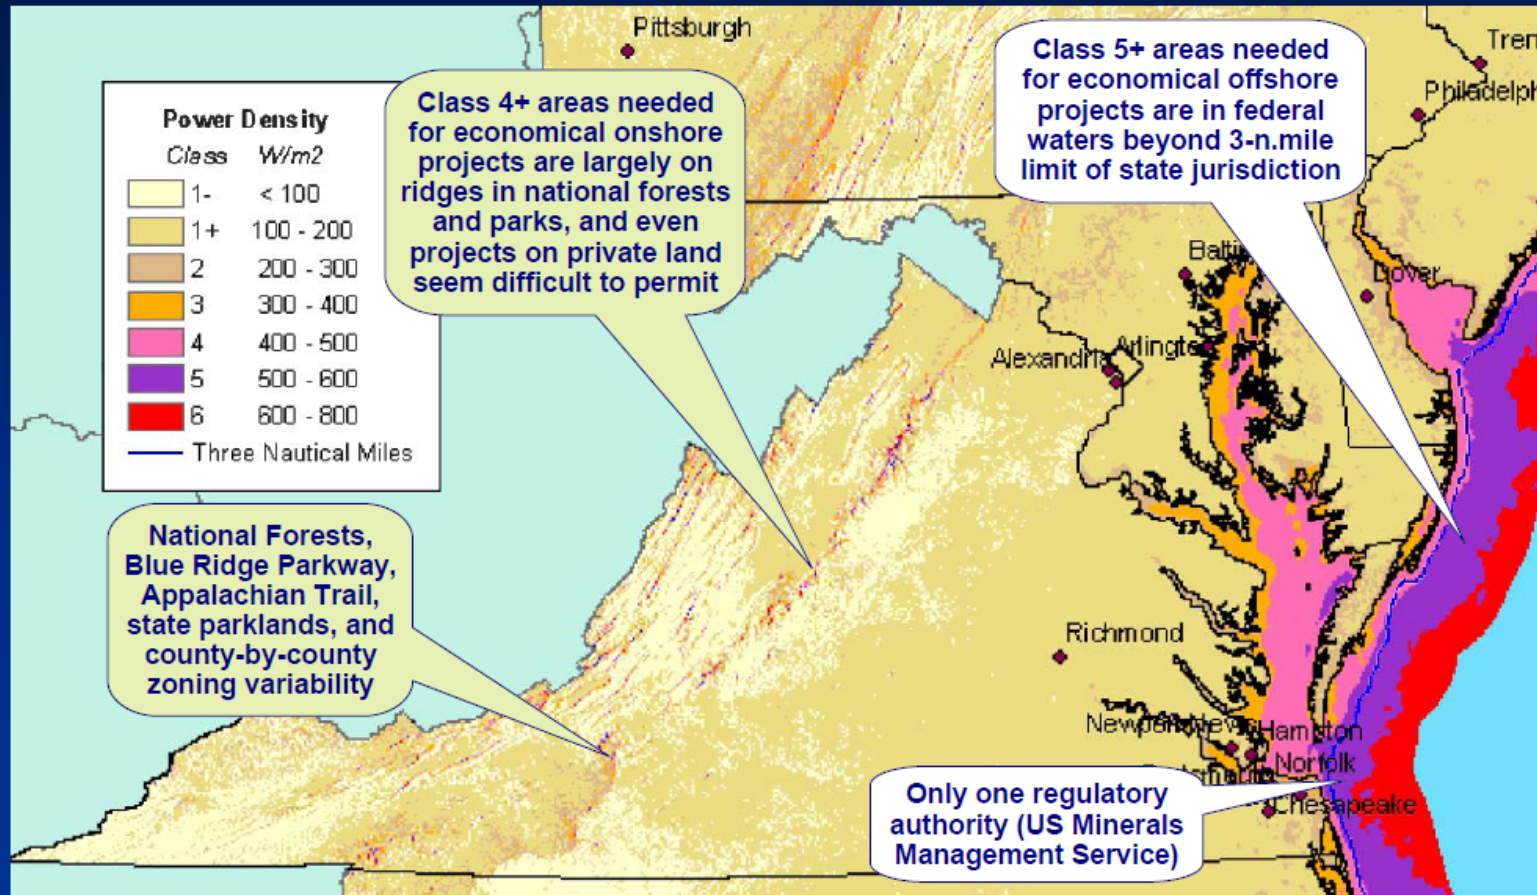 Pittsburgh
Class 5+ areas needed
for economical offshore
projects are in federal
waters beyond 3-n.mile
limit of state jurisdiction
Tren
Philadelph
Class 4+ areas needed
for economical onshore
projects are largely on
ridges in national forests
and parks, and even
projects on private land
seem difficult to permit
Power Density
Class W/m2
1- < 100
1+ 100 - 200
2 200 - 300
3 300 - 400
4 400 - 500
5 500 - 600
6 600 - 800
Three Nautical Miles
Dover
Alexandria
National Forests,
Blue Ridge Parkway,
Appalachian Trail,
state parklands, and
county-by-county
zoning variability
Richmond
Newport News
Hampton
Norfolk
Chesapeake
Only one regulatory
authority (US Minerals
Management Service)